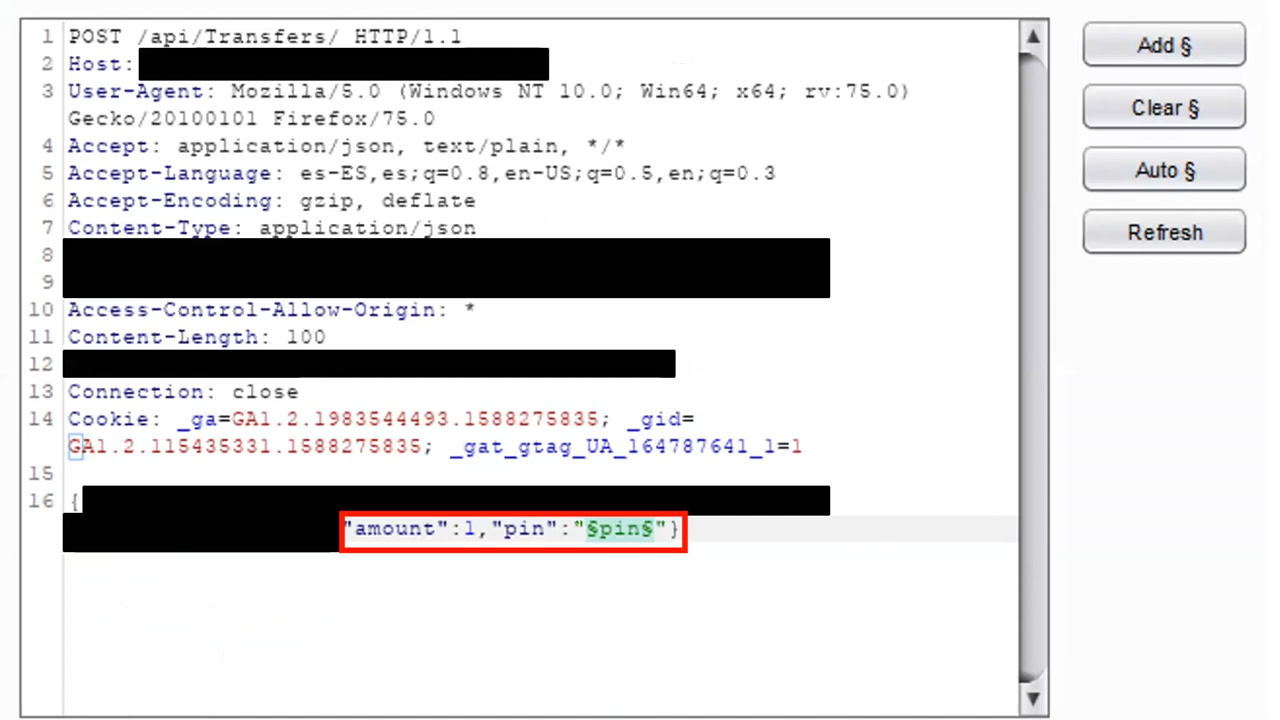 1 POST /api/Transfers/ HTTP/1.1
2 Host:
3 User-Agent: Mozilla/5.0 (Windows NT 10.0; Win64; x64; rv:75.0)
Gecko/20100101 Firefox/75.0
4 Accept: application/json, text/plain, */*
5 Accept-Language: es-ES,es;q=0.8,en-US;q=0.5,en;q=0.3
6 Accept-Encoding: gzip, deflate
7 Content-Type: application/json
8
9
10 Access-Control-Allow-Origin: *
11 Content-Length: 100
12
13 Connection: close
14 Cookie: _ga=GA1.2.1983544493.1588275835; _gid=
GA1.2.115435331.1588275835; _gat_gtag_UA_164787641_1=1
15
16 {
"amount":1,"pin":"§pin§"}
Add §
Clear §
Auto §
Refresh